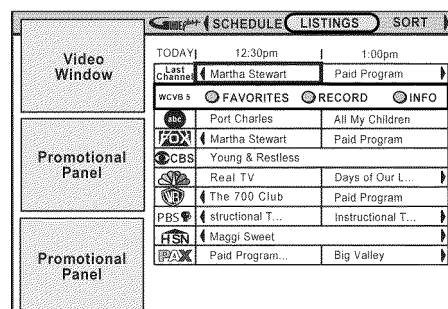 GUIDE Plus+ SCHEDULE LISTINGS SORT
Video
Window
Promotional
Panel
Promotional
Panel
TODAY 12:30pm 1:00pm
Last
Channel Martha Stewart Paid Program
WCVB 5 FAVORITES RECORD INFO
abc Port Charles All My Children
FOX Martha Stewart Paid Program
CBS Young & Restless
Real TV Days of Our L...
WB The 700 Club Paid Program
PBS structional T... Instructional T...
HSN Maggi Sweet
PAX Paid Program... Big Valley